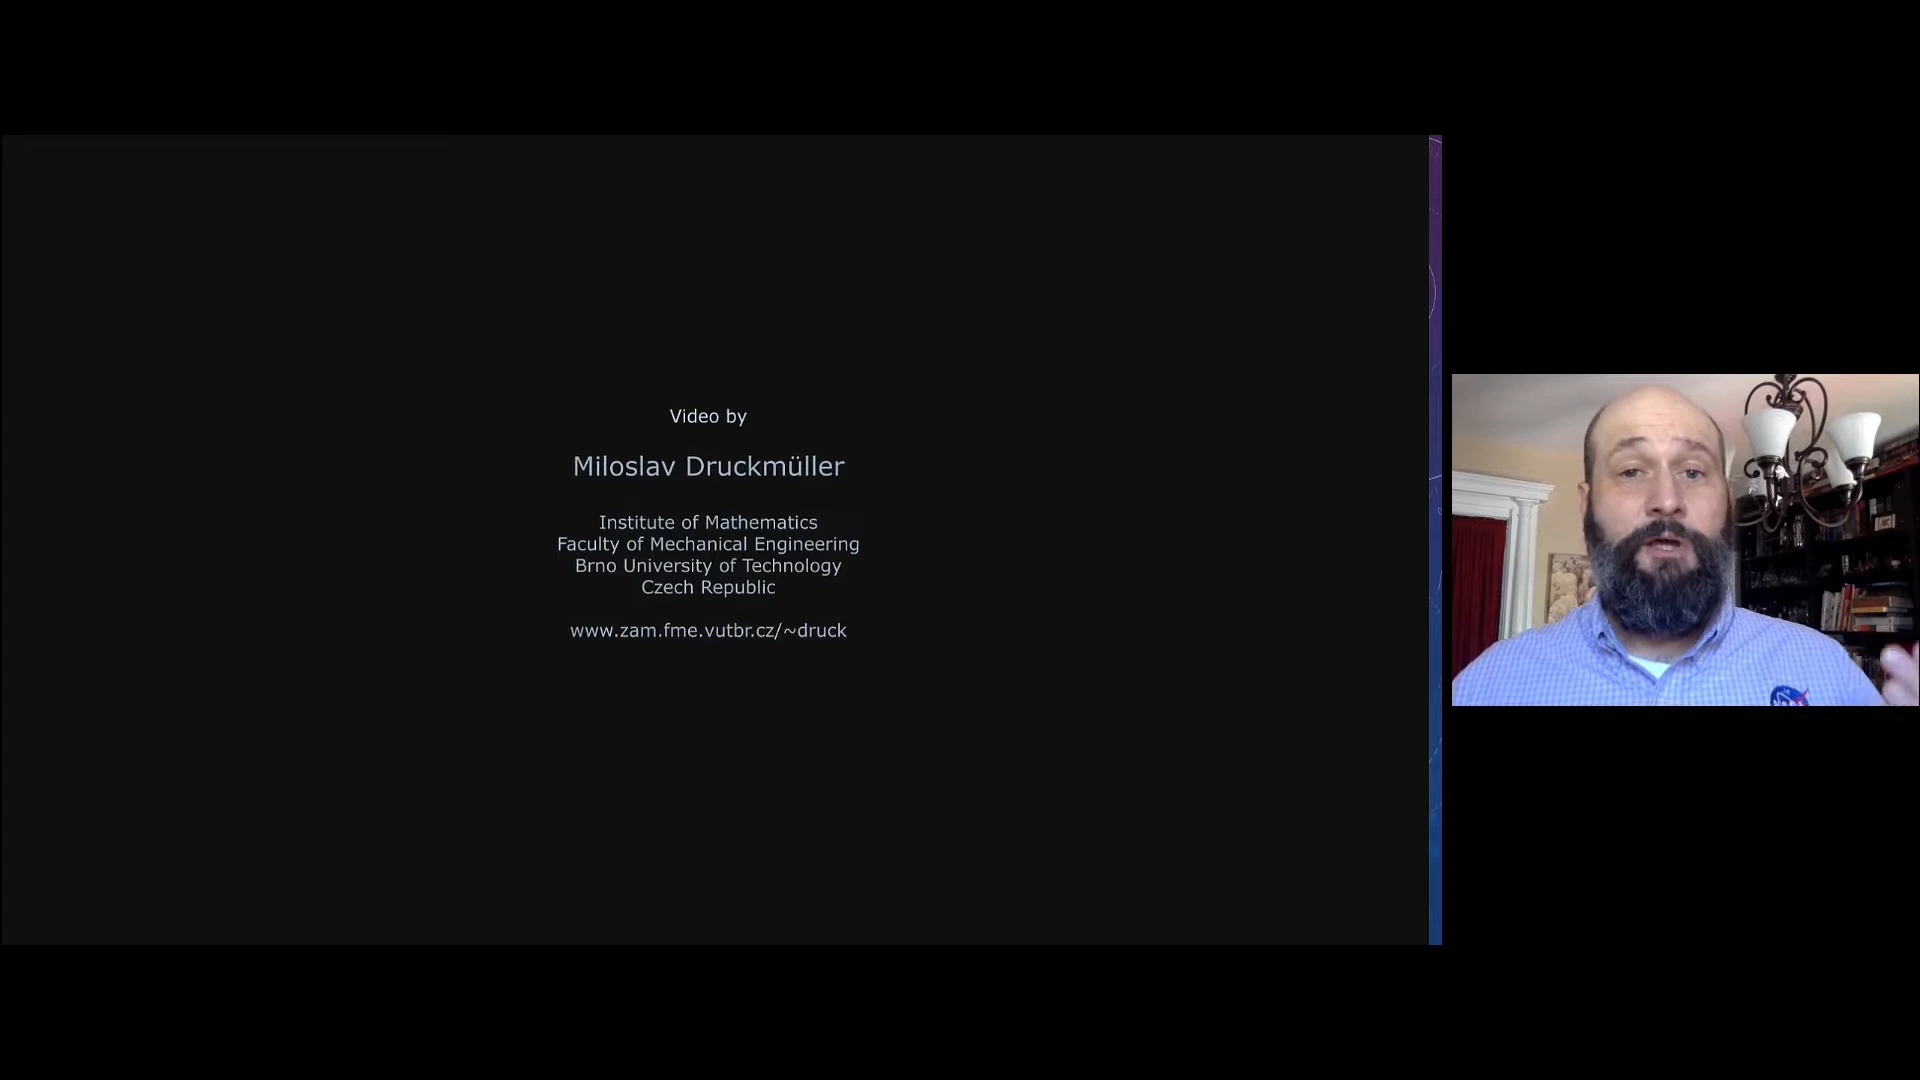 Video by
Miloslav Druckmüller
Institute of Mathematics
Faculty of Mechanical Engineering
Brno University of Technology
Czech Republic
www.zam.fme.vutbr.cz/~druck